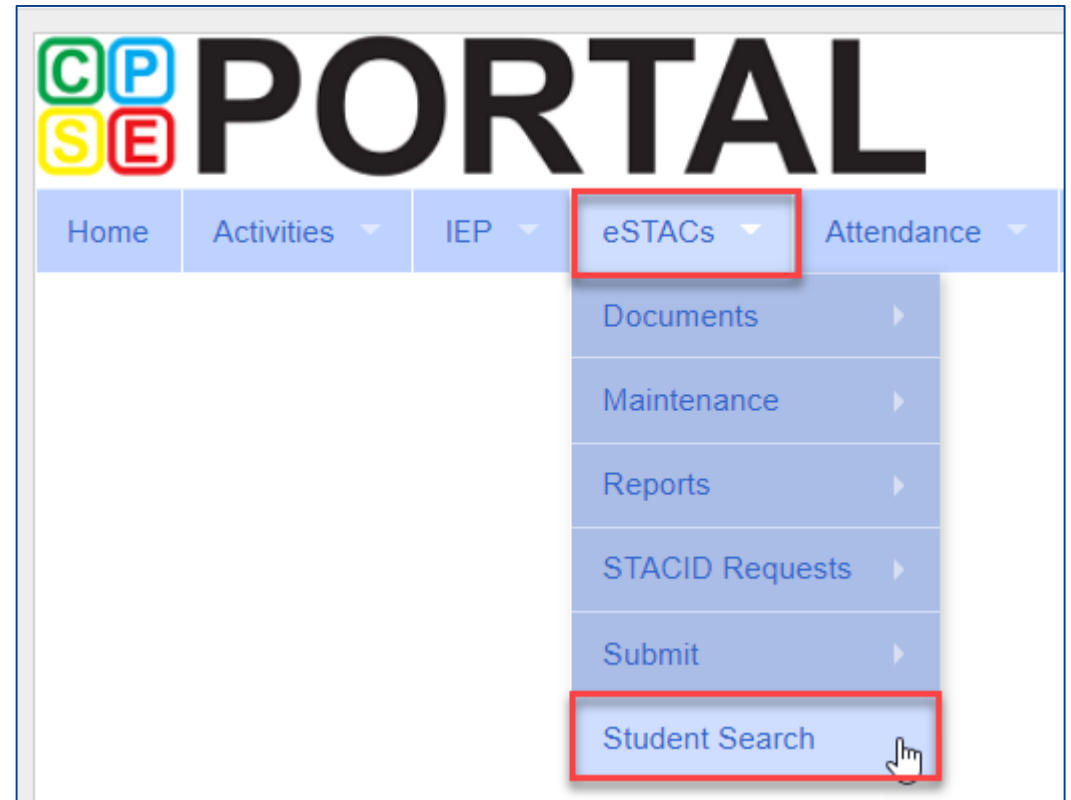 CP
SE PORTAL
Home Activities IEP eSTACs Attendance
Documents
Maintenance
Reports
STACID Requests
Submit
Student Search